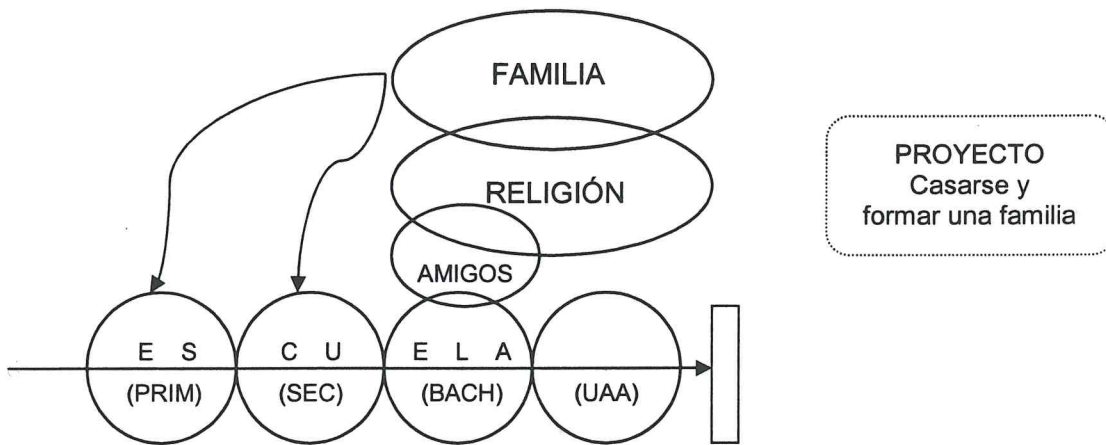 FAMILIA
RELIGIÓN
AMIGOS
PROYECTO
Casarse y
formar una familia
E S C U E L A
(PRIM) (SEC) (BACH) (UAA)